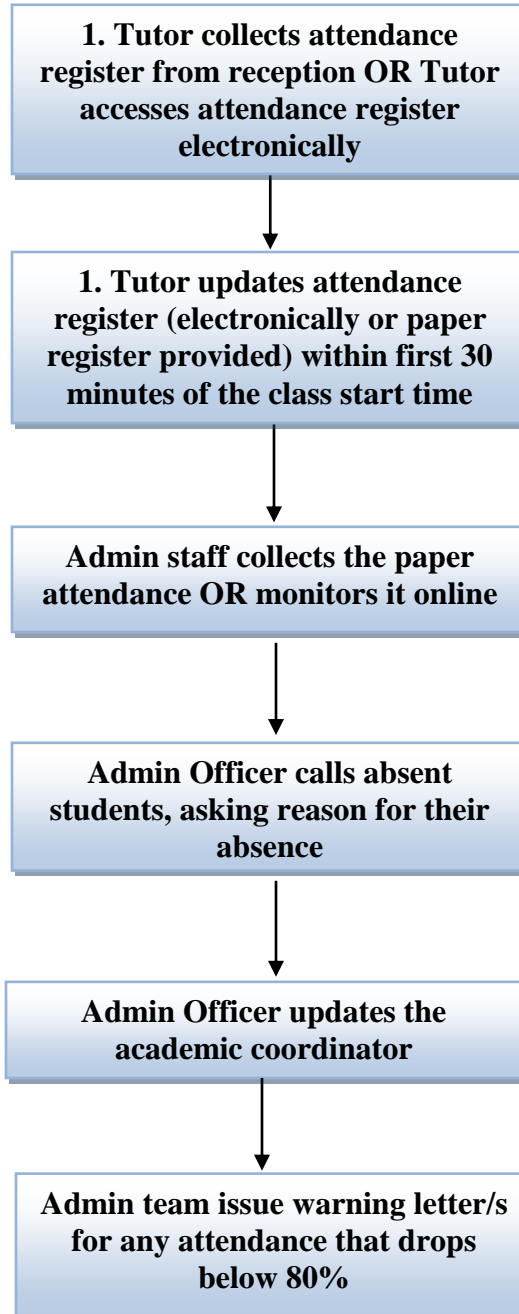 1. Tutor collects attendance
register from reception OR Tutor
accesses attendance register
electronically
1. Tutor updates attendance
register (electronically or paper
register provided) within first 30
minutes of the class start time
Admin staff collects the paper
attendance OR monitors it online
Admin Officer calls absent
students, asking reason for their
absence
Admin Officer updates the
academic coordinator
Admin team issue warning letter/s
for any attendance that drops
below 80%